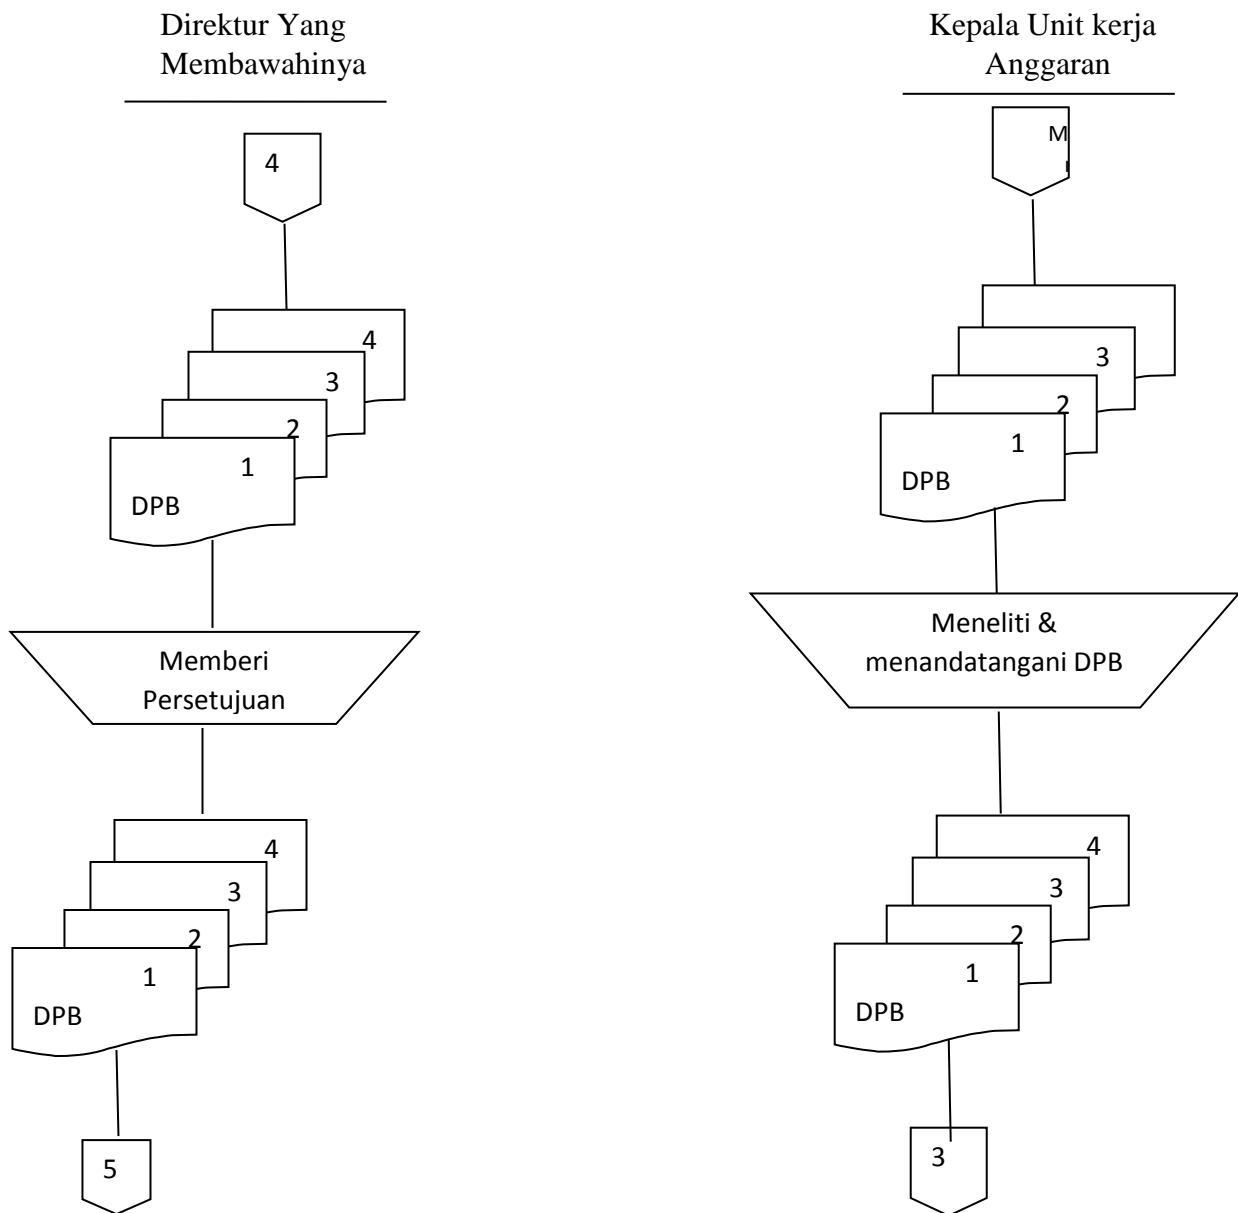 Direktur Yang
Membawahinya
4
4
3
2
1
DPB
Memberi
Persetujuan
4
3
2
1
DPB
5
Kepala Unit kerja
Anggaran
M
3
2
1
DPB
Meneliti &
menandatangani DPB
4
3
2
1
DPB
3